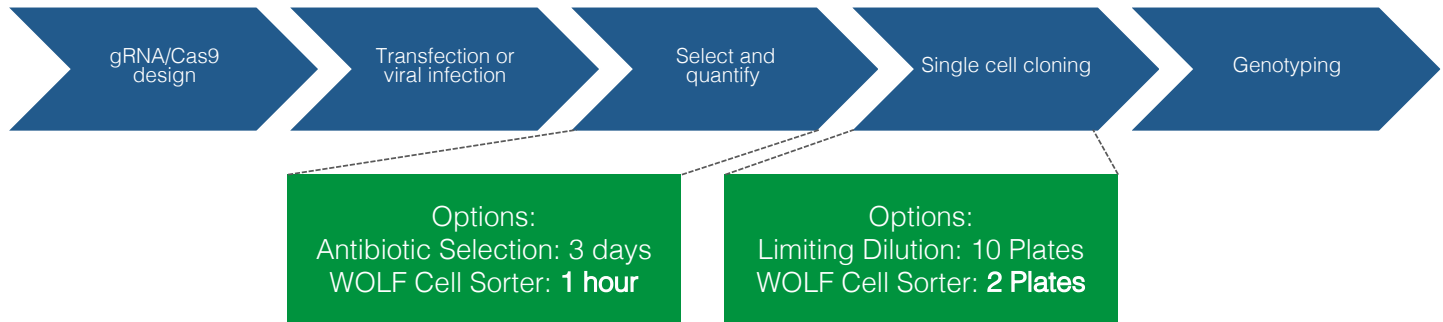 gRNA/Cas9
design
Transfection or
viral infection
Select and
quantify
Single cell cloning
Genotyping
Options:
Antibiotic Selection: 3 days
WOLF Cell Sorter: 1 hour
Options:
Limiting Dilution: 10 Plates
WOLF Cell Sorter: 2 Plates